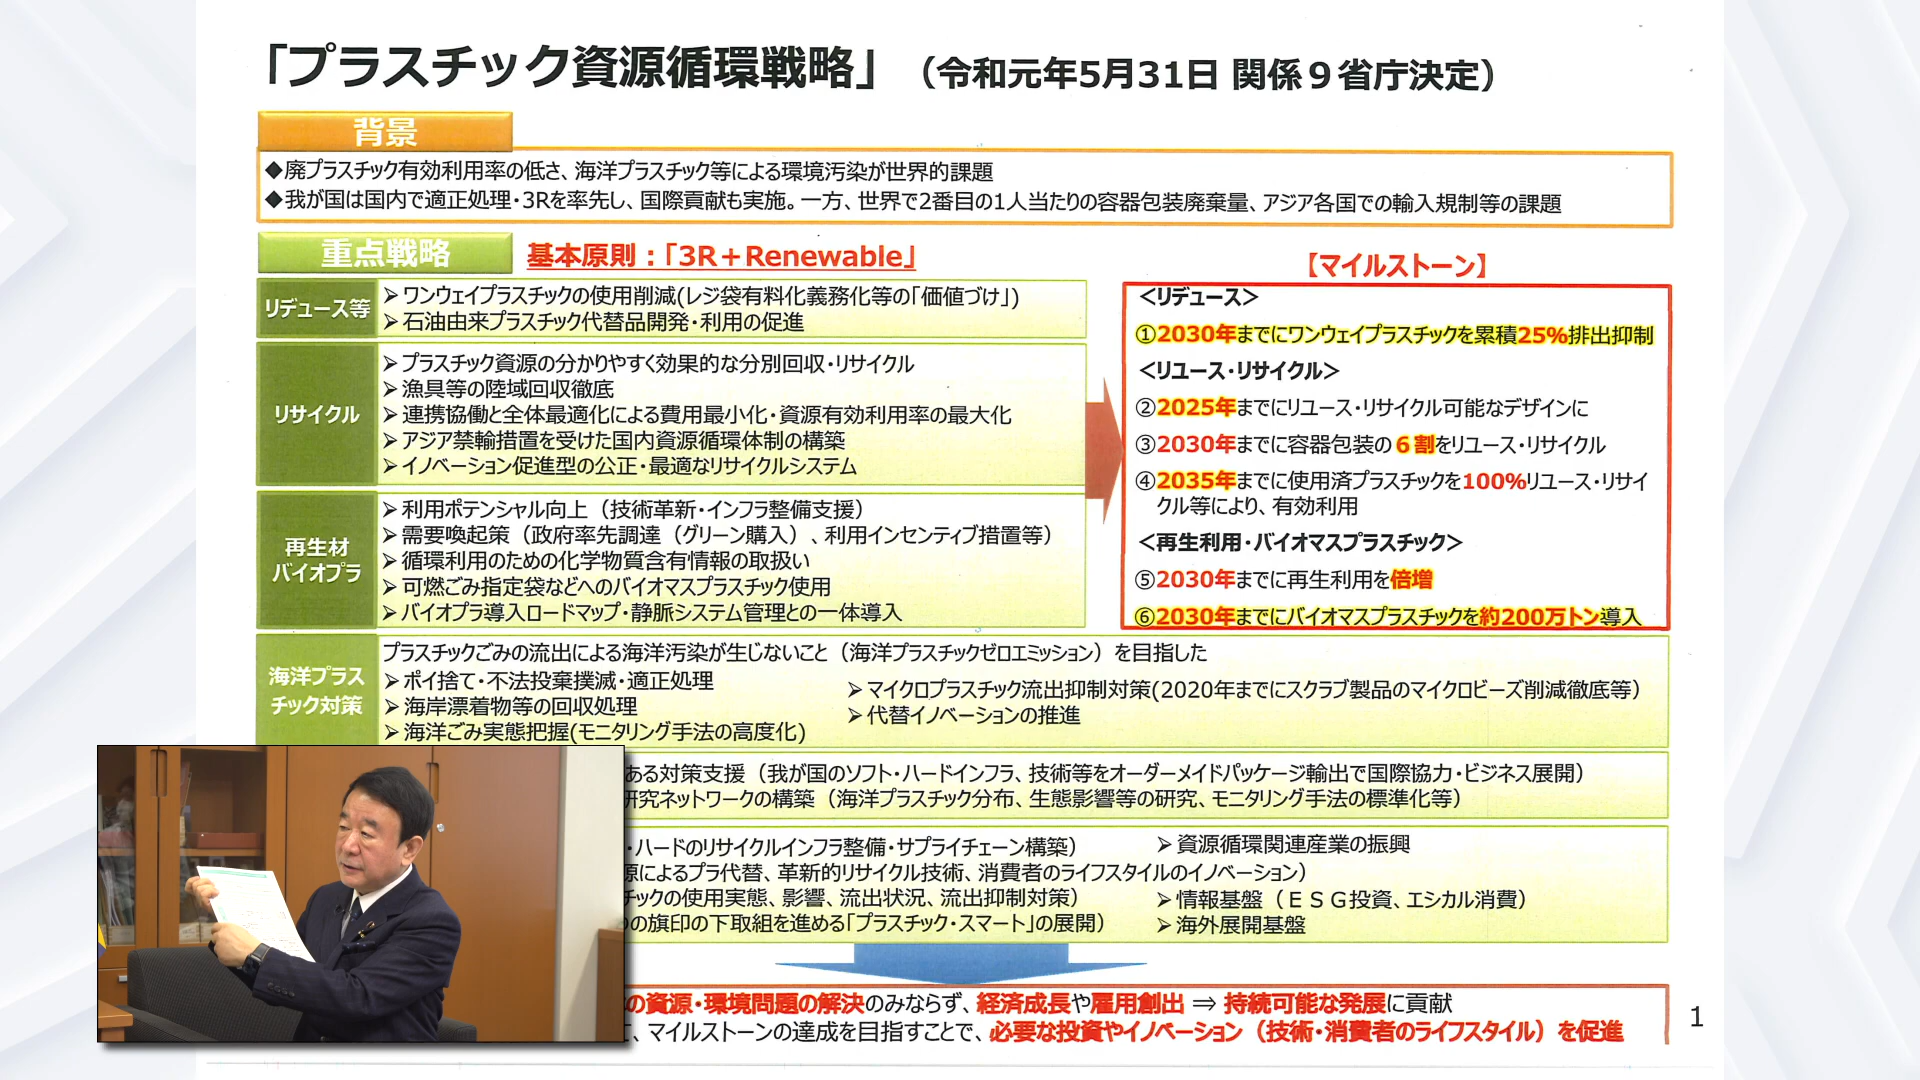 「プラスチック資源循環戦略」（令和元年5月31日 関係９省庁決定）
背景
◆廃プラスチック有効利用率の低さ、海洋プラスチック等による環境汚染が世界的課題
◆我が国は国内で適正処理・3Rを率先し、国際貢献も実施。一方、世界で2番目の1人当たりの容器包装廃棄量、アジア各国での輸入規制等の課題
重点戦略
基本原則：「3R＋Renewable」
リデュース等
➢ワンウェイプラスチックの使用削減(レジ袋有料化義務化等の「価値づけ」)
➢石油由来プラスチック代替品開発・利用の促進
リサイクル
➢プラスチック資源の分かりやすく効果的な分別回収・リサイクル
➢漁具等の陸域回収徹底
➢連携協働と全体最適化による費用最小化・資源有効利用率の最大化
➢アジア禁輸措置を受けた国内資源循環体制の構築
➢イノベーション促進型の公正・最適なリサイクルシステム
再生材
バイオプラ
➢利用ポテンシャル向上（技術革新・インフラ整備支援）
➢需要喚起策（政府率先調達（グリーン購入）、利用インセンティブ措置等）
➢循環利用のための化学物質含有情報の取扱い
➢可燃ごみ指定袋などへのバイオマスプラスチック使用
➢バイオプラ導入ロードマップ・静脈システム管理との一体導入
【マイルストーン】
＜リデュース＞
①2030年までにワンウェイプラスチックを累積25%排出抑制
＜リユース・リサイクル＞
②2025年までにリユース・リサイクル可能なデザインに
③2030年までに容器包装の６割をリユース・リサイクル
④2035年までに使用済プラスチックを100%リユース・リサイ
クル等により、有効利用
＜再生利用・バイオマスプラスチック＞
⑤2030年までに再生利用を倍増
⑥2030年までにバイオマスプラスチックを約200万トン導入
海洋プラス
チック対策
プラスチックごみの流出による海洋汚染が生じないこと（海洋プラスチックゼロエミッション）を目指した
➢ポイ捨て・不法投棄撲滅・適正処理
➢海岸漂着物等の回収処理
➢海洋ごみ実態把握(モニタリング手法の高度化)
➢マイクロプラスチック流出抑制対策(2020年までにスクラブ製品のマイクロビーズ削減徹底等)
➢代替イノベーションの推進
ある対策支援（我が国のソフト・ハードインフラ、技術等をオーダーメイドパッケージ輸出で国際協力・ビジネス展開）
研究ネットワークの構築（海洋プラスチック分布、生態影響等の研究、モニタリング手法の標準化等）
・ハードのリサイクルインフラ整備・サプライチェーン構築）
➢資源循環関連産業の振興
源によるプラ代替、革新的リサイクル技術、消費者のライフスタイルのイノベーション）
チックの使用実態、影響、流出状況、流出抑制対策）
➢情報基盤（ＥＳＧ投資、エシカル消費）
の旗印の下取組を進める「プラスチック・スマート」の展開）
➢海外展開基盤
の資源・環境問題の解決のみならず、経済成長や雇用創出 ⇒ 持続可能な発展に貢献
、マイルストーンの達成を目指すことで、必要な投資やイノベーション（技術・消費者のライフスタイル）を促進
1